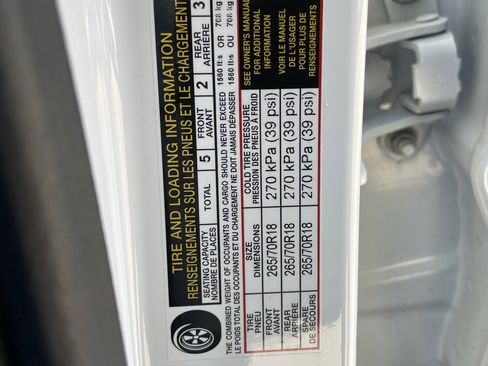 TIRE AND LOADING INFORMATION
RENSEIGNEMENTS SUR LES PNEUS ET LE CHARGEMENT
SEATING CAPACITY TOTAL 5 FRONT 2 REAR 3
NOMBRE DE PLACES AVANT ARRIÈRE
THE COMBINED WEIGHT OF OCCUPANTS AND CARGO SHOULD NEVER EXCEED 1560 lbs OR 708 kg
LE POIDS TOTAL DES OCCUPANTS ET DU CHARGEMENT NE DOIT JAMAIS DÉPASSER 1560 lbs OU 708 kg
TIRE SIZE COLD TIRE PRESSURE
PNEU DIMENSIONS PRESSION DES PNEUS À FROID
FRONT 265/70R18 270 kPa (39 psi)
AVANT
REAR 265/70R18 270 kPa (39 psi)
ARRIÈRE
SPARE 265/70R18 270 kPa (39 psi)
DE SECOURS
SEE OWNER'S MANUAL
FOR ADDITIONAL
INFORMATION
VOIR LE MANUEL
DE L'USAGER
POUR PLUS DE
RENSEIGNEMENTS